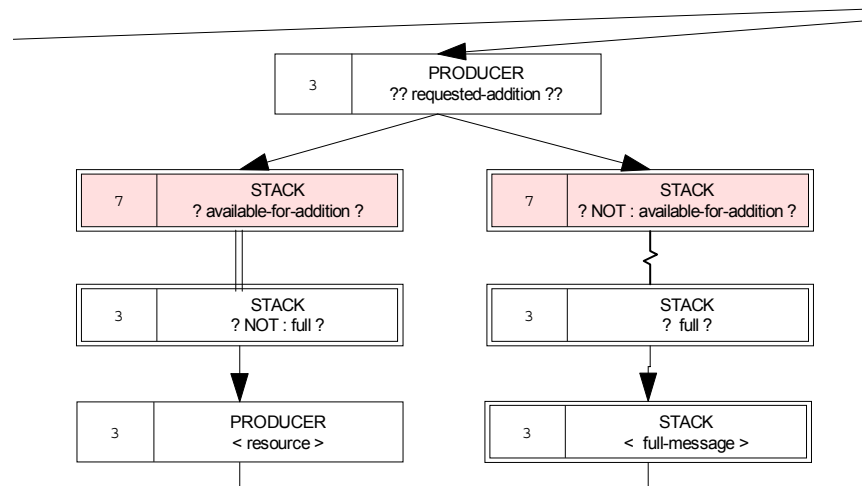 3
PRODUCER
?? requested-addition ??
7
STACK
? available-for-addition ?
7
STACK
? NOT : available-for-addition ?
3
STACK
? NOT : full ?
3
STACK
? full ?
3
PRODUCER
< resource >
3
STACK
< full-message >